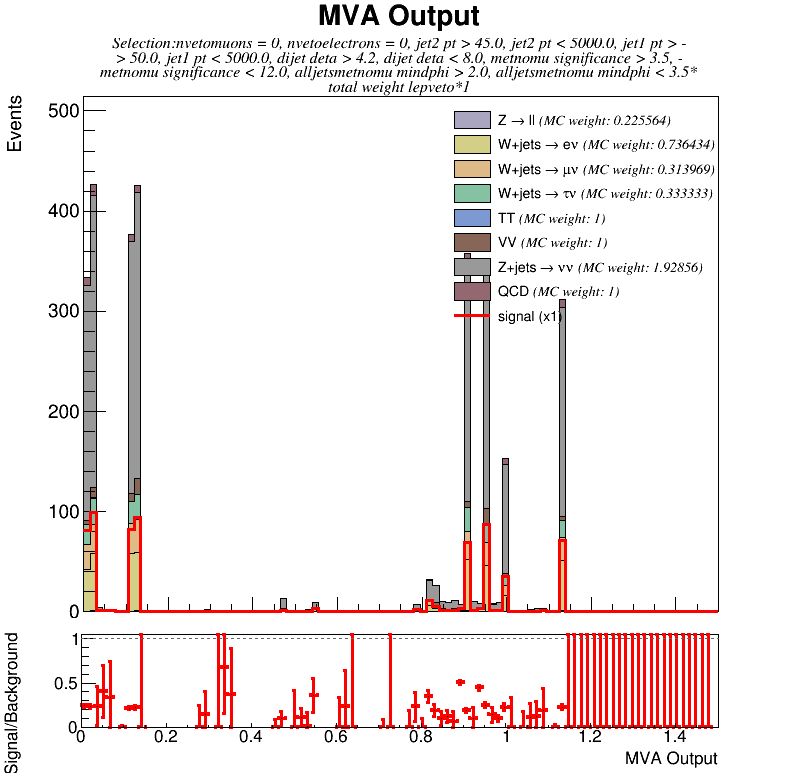 MVA Output
Selection:nvetomuons = 0, nvetoelectrons = 0, jet2 pt > 45.0, jet2 pt < 5000.0, jet1 pt > -
> 50.0, jet1 pt < 5000.0, dijet deta > 4.2, dijet deta < 8.0, metnomu significance > 3.5, -
metnomu significance < 12.0, alljetsmetnomu mindphi > 2.0, alljetsmetnomu mindphi < 3.5*
total weight lepveto*1
Events
500
400
300
200
100
0
Z → ll (MC weight: 0.225564)
W+jets → eν (MC weight: 0.736434)
W+jets → μν (MC weight: 0.313969)
W+jets → τν (MC weight: 0.333333)
TT (MC weight: 1)
VV (MC weight: 1)
Z+jets → νν (MC weight: 1.92856)
QCD (MC weight: 1)
signal (x1)
Signal/Background
1
0.5
0
0 0.2 0.4 0.6 0.8 1 1.2 1.4
MVA Output